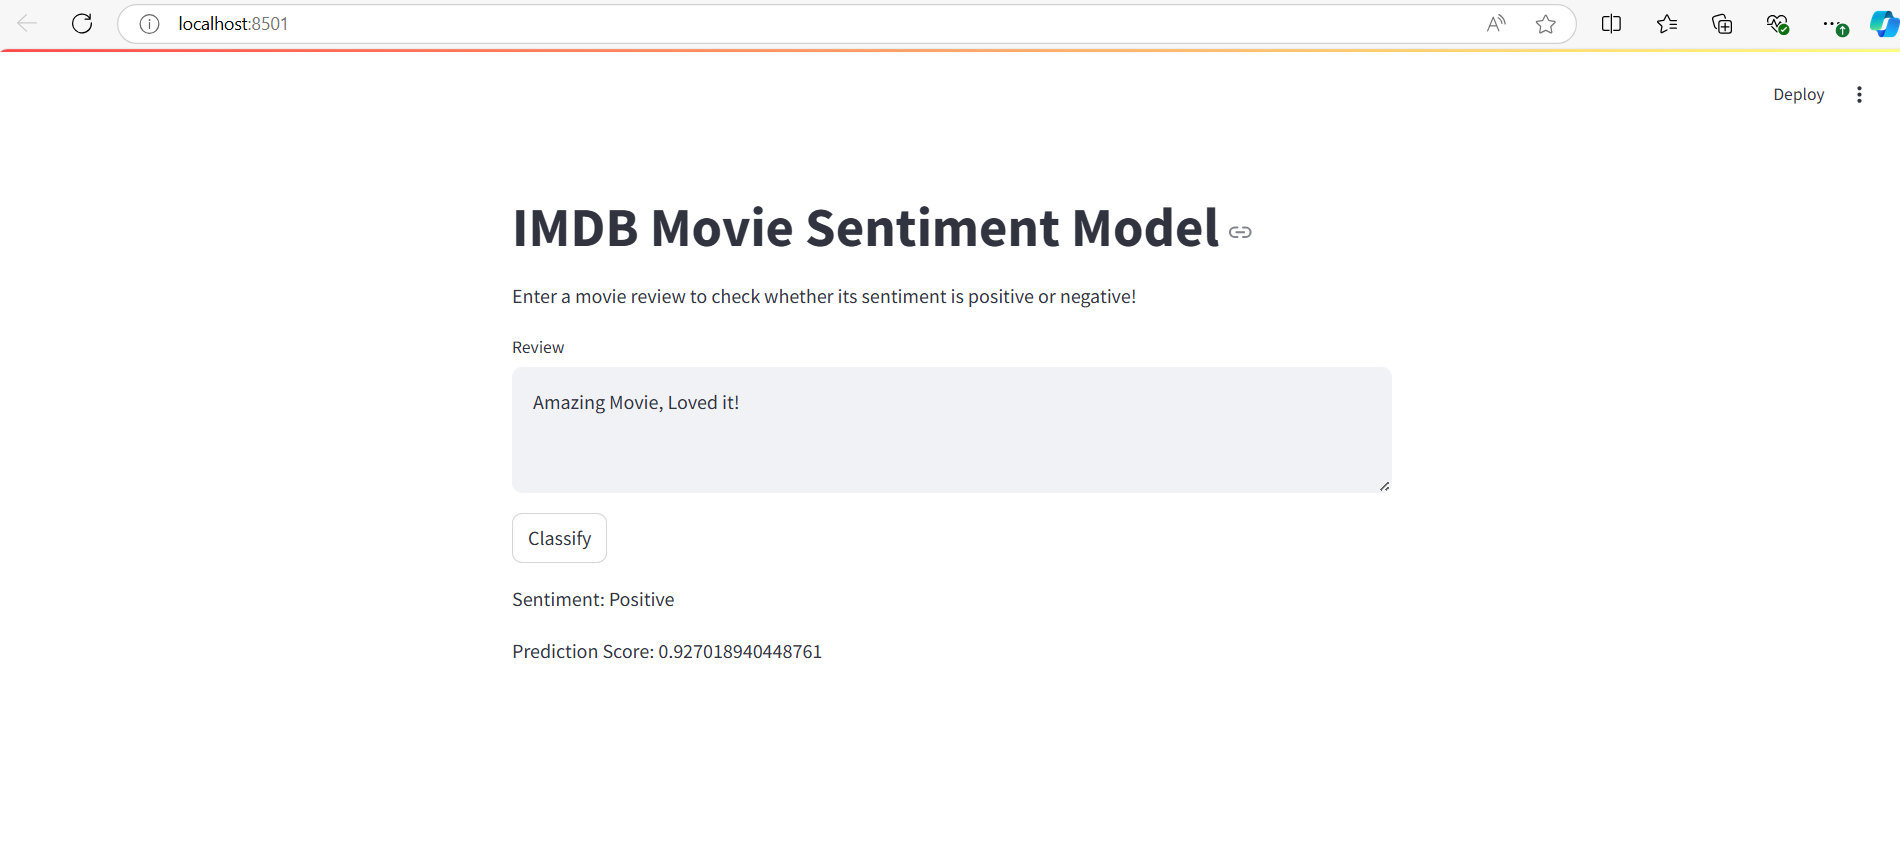 localhost:8501
Deploy
IMDB Movie Sentiment Model
Enter a movie review to check whether its sentiment is positive or negative!
Review
Amazing Movie, Loved it!
Classify
Sentiment: Positive
Prediction Score: 0.927018940448761